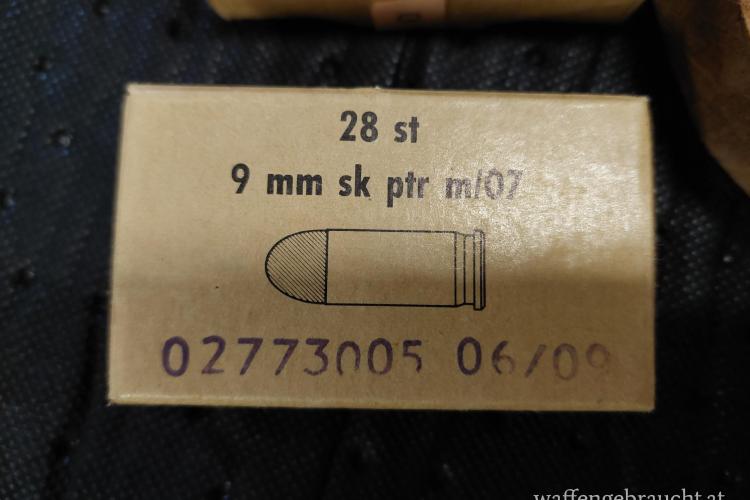 28 st
9 mm sk ptr m/07
02773005 06/09
waffengebraucht.at